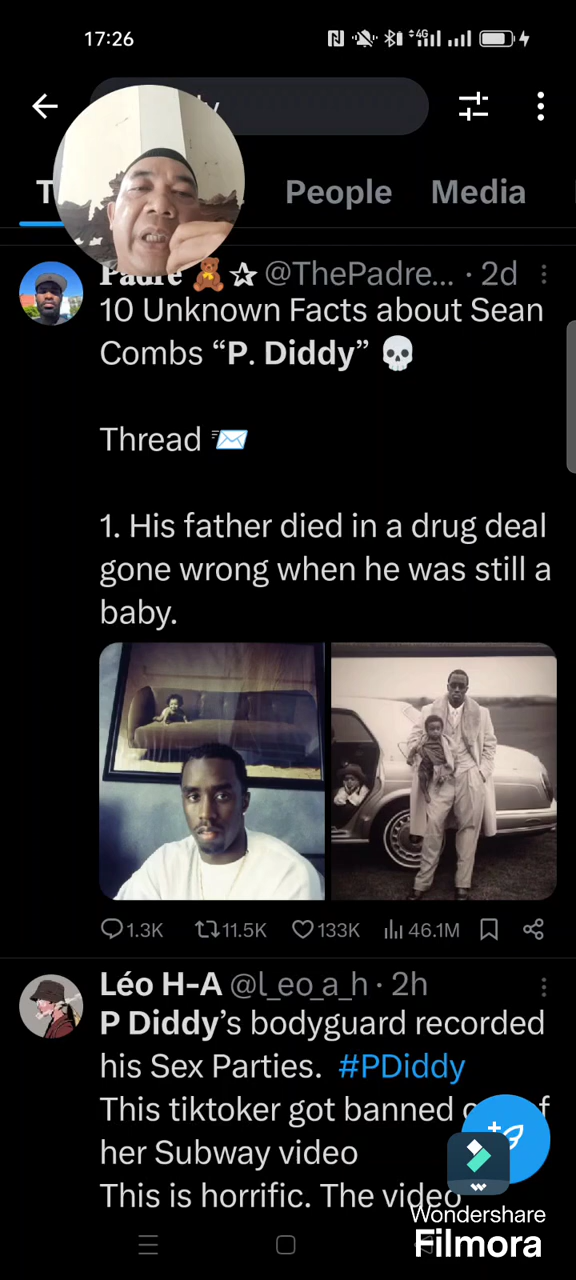 17:26
4G
People
Media
Padre 🧸☆ @ThePadre... · 2d
10 Unknown Facts about Sean
Combs “P. Diddy” 💀
Thread 📨
1. His father died in a drug deal
gone wrong when he was still a
baby.
1.3K 11.5K 133K 46.1M
Léo H-A @l_eo_a_h · 2h
P Diddy’s bodyguard recorded
his Sex Parties. #PDiddy
This tiktoker got banned
her Subway video
This is horrific. The video
Wondershare
Filmora